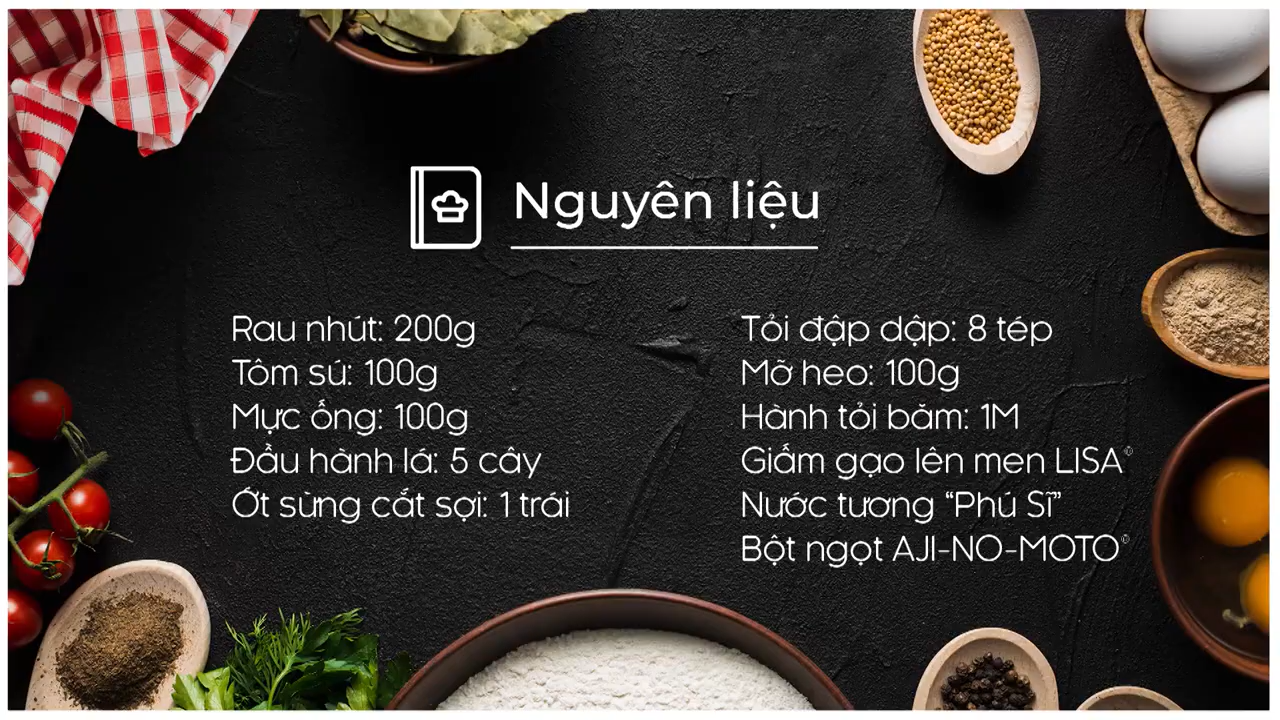 Nguyên liệu
Rau nhút: 200g
Tôm sú: 100g
Mực ống: 100g
Đầu hành lá: 5 cây
Ớt sừng cắt sợi: 1 trái
Tỏi đập dập: 8 tép
Mỡ heo: 100g
Hành tỏi băm: 1M
Giấm gạo lên men LISA®
Nước tương “Phú Sĩ”
Bột ngọt AJI-NO-MOTO®